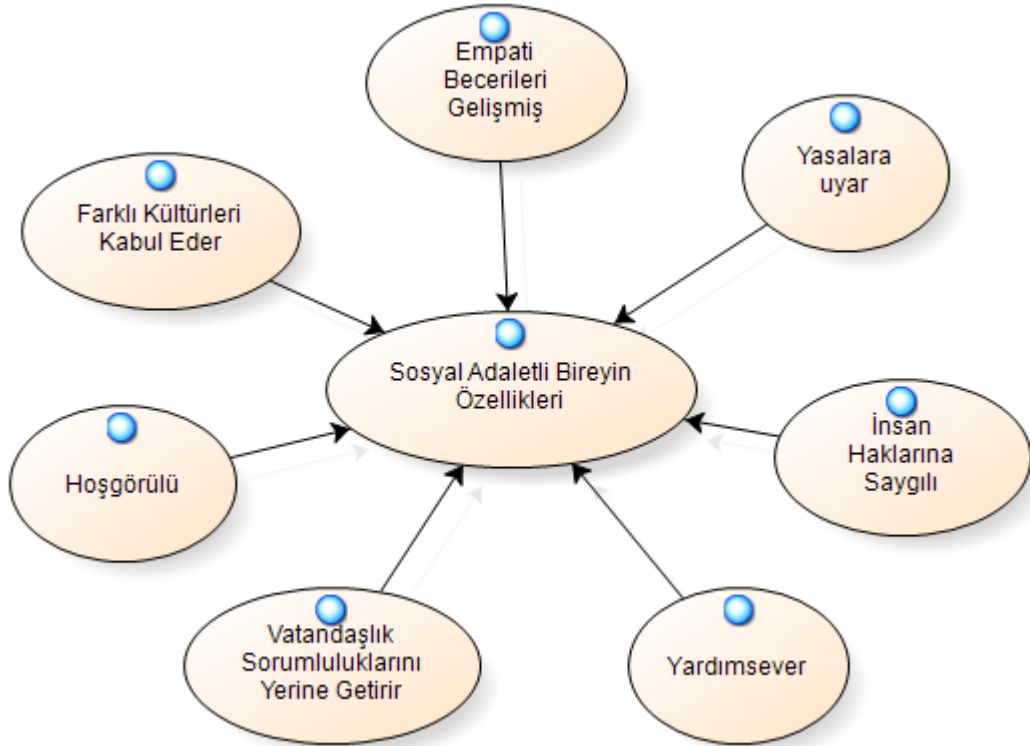 Empati
Becerileri
Gelişmiş
Yasalara
uyar
Farklı Kültürleri
Kabul Eder
Sosyal Adaletli Bireyin
Özellikleri
İnsan
Haklarına
Saygılı
Hoşgörülü
Vatandaşlık
Sorumluluklarını
Yerine Getirir
Yardımsever